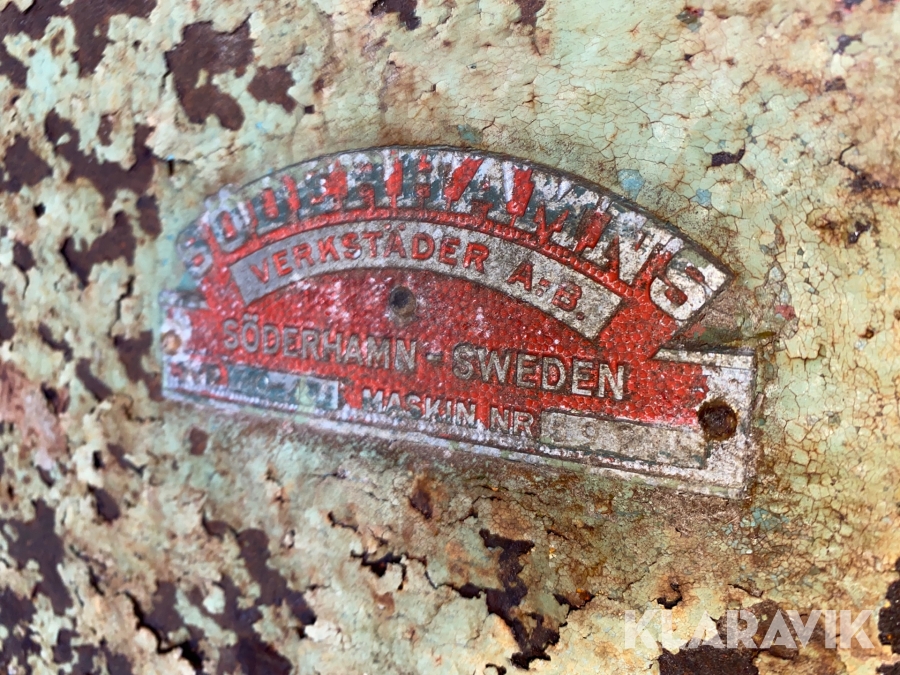 SÖDERHAMNS
VERKSTÄDER A-B.
SÖDERHAMN - SWEDEN
MASKIN NR
KLARAVIK